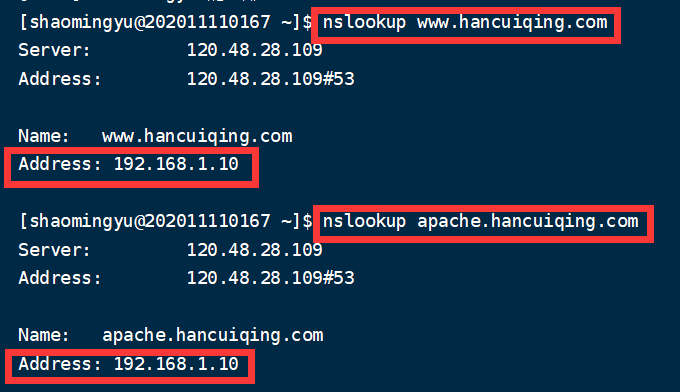 [shaomingyu@202011110167 ~]$ nslookup www.hancuiqing.com
Server: 120.48.28.109
Address: 120.48.28.109#53
Name: www.hancuiqing.com
Address: 192.168.1.10
[shaomingyu@202011110167 ~]$ nslookup apache.hancuiqing.com
Server: 120.48.28.109
Address: 120.48.28.109#53
Name: apache.hancuiqing.com
Address: 192.168.1.10